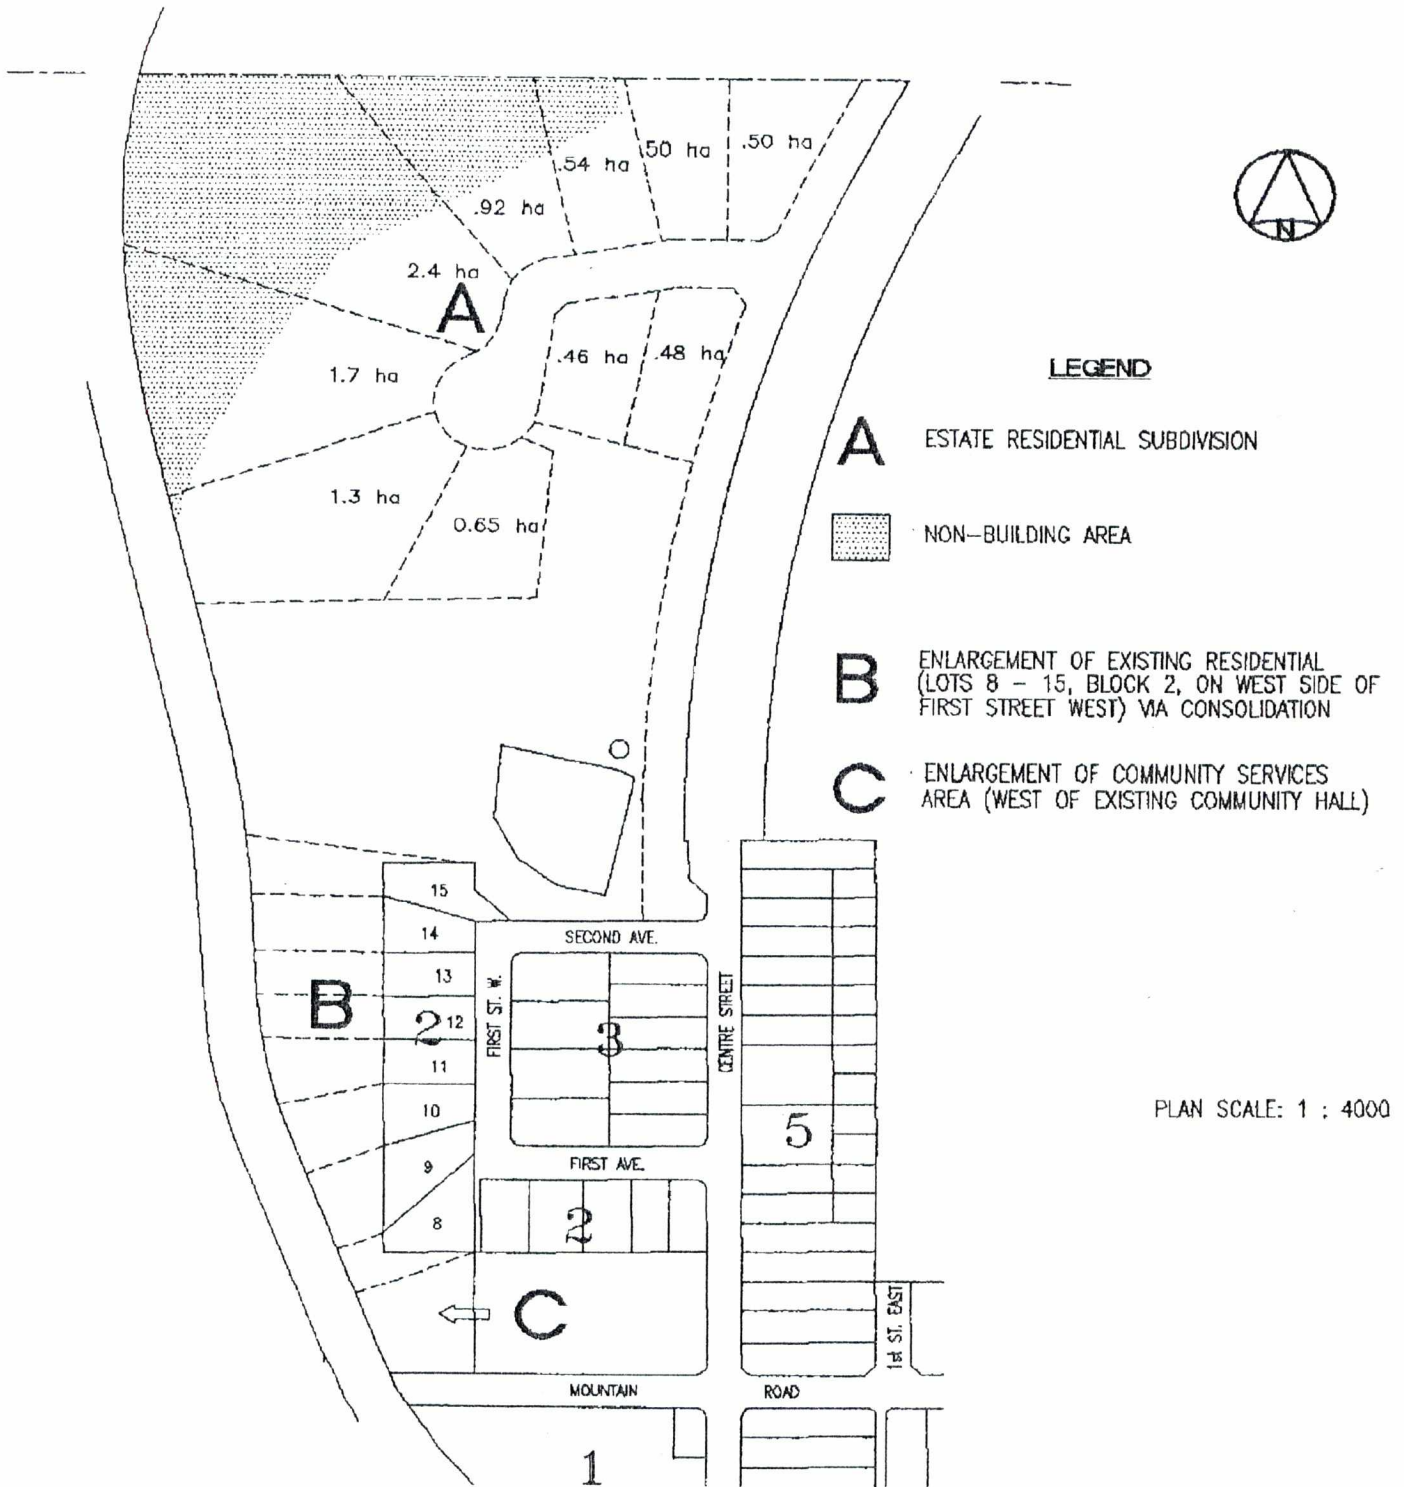 .54 ha
.50 ha
.50 ha
.92 ha
2.4 ha
A
.46 ha
.48 ha
1.7 ha
1.3 ha
0.65 ha
N
LEGEND
A ESTATE RESIDENTIAL SUBDIVISION
NON-BUILDING AREA
B ENLARGEMENT OF EXISTING RESIDENTIAL
(LOTS 8 - 15, BLOCK 2, ON WEST SIDE OF
FIRST STREET WEST) VIA CONSOLIDATION
C ENLARGEMENT OF COMMUNITY SERVICES
AREA (WEST OF EXISTING COMMUNITY HALL)
PLAN SCALE: 1 : 4000
15
14
13
B
2
12
11
10
9
8
SECOND AVE.
FIRST ST. W.
3
CENTRE STREET
5
FIRST AVE.
2
C
1st ST. EAST
MOUNTAIN ROAD
1